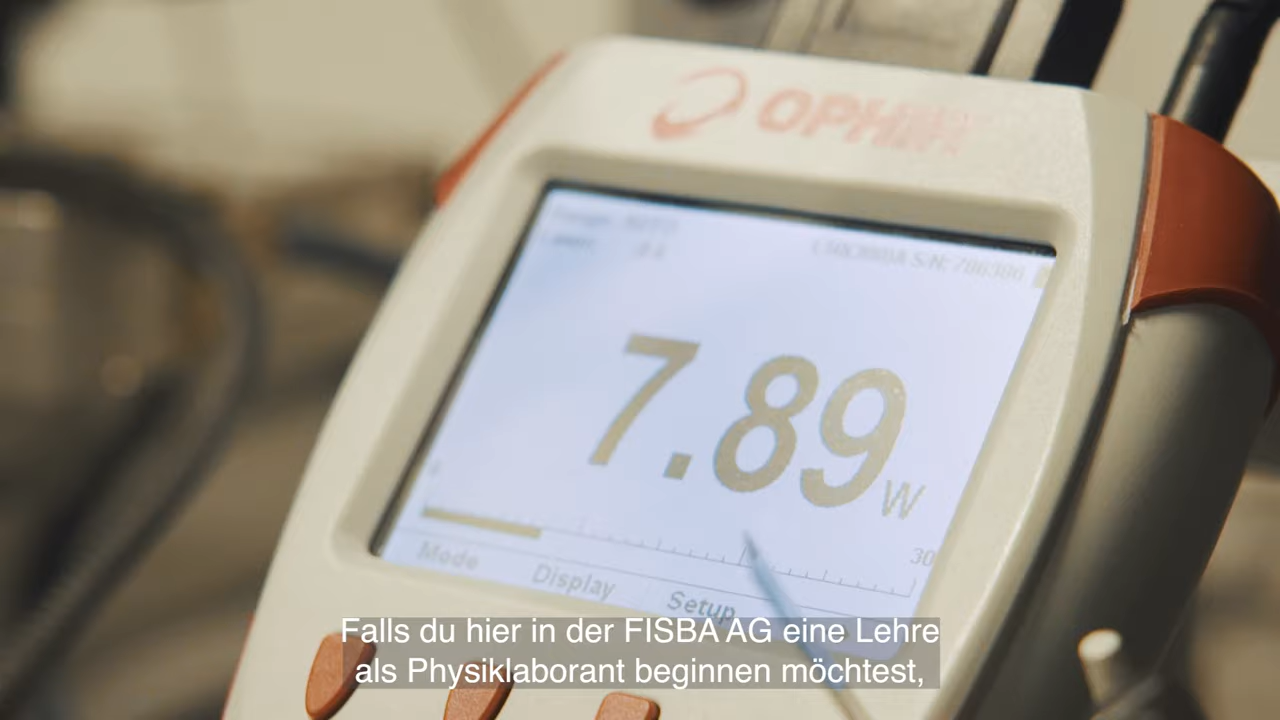 OPHIR
S/N: 786386
7.89 W
30
Mode
Display
Setup
Falls du hier in der FISBA AG eine Lehre
als Physiklaborant beginnen möchtest,